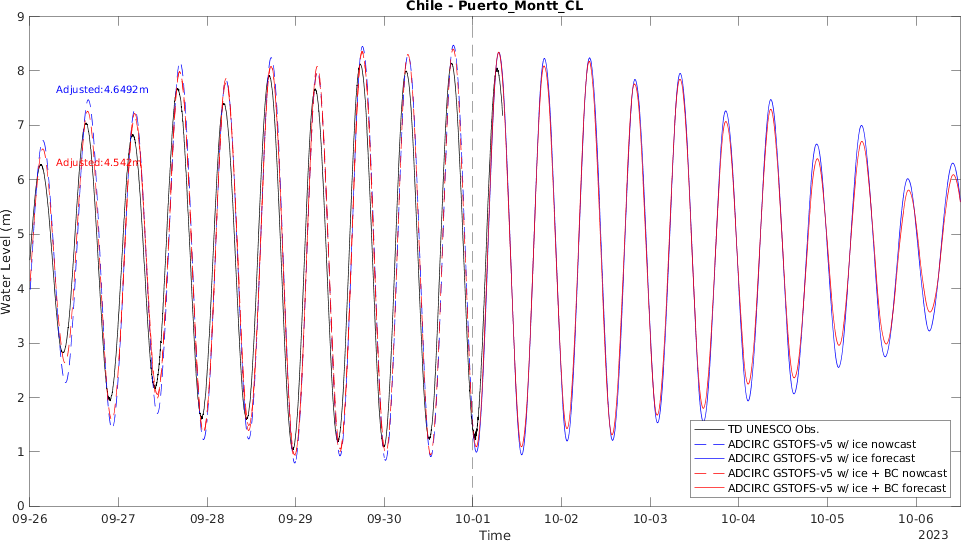 Chile - Puerto_Montt_CL
9
8
7
6
5
4
3
2
1
0
Water Level (m)
Adjusted:4.6492m
Adjusted:4.542m
TD UNESCO Obs.
ADCIRC GSTOFS-v5 w/ ice nowcast
ADCIRC GSTOFS-v5 w/ ice forecast
ADCIRC GSTOFS-v5 w/ ice + BC nowcast
ADCIRC GSTOFS-v5 w/ ice + BC forecast
09-26 09-27 09-28 09-29 09-30 10-01 10-02 10-03 10-04 10-05 10-06
Time
2023